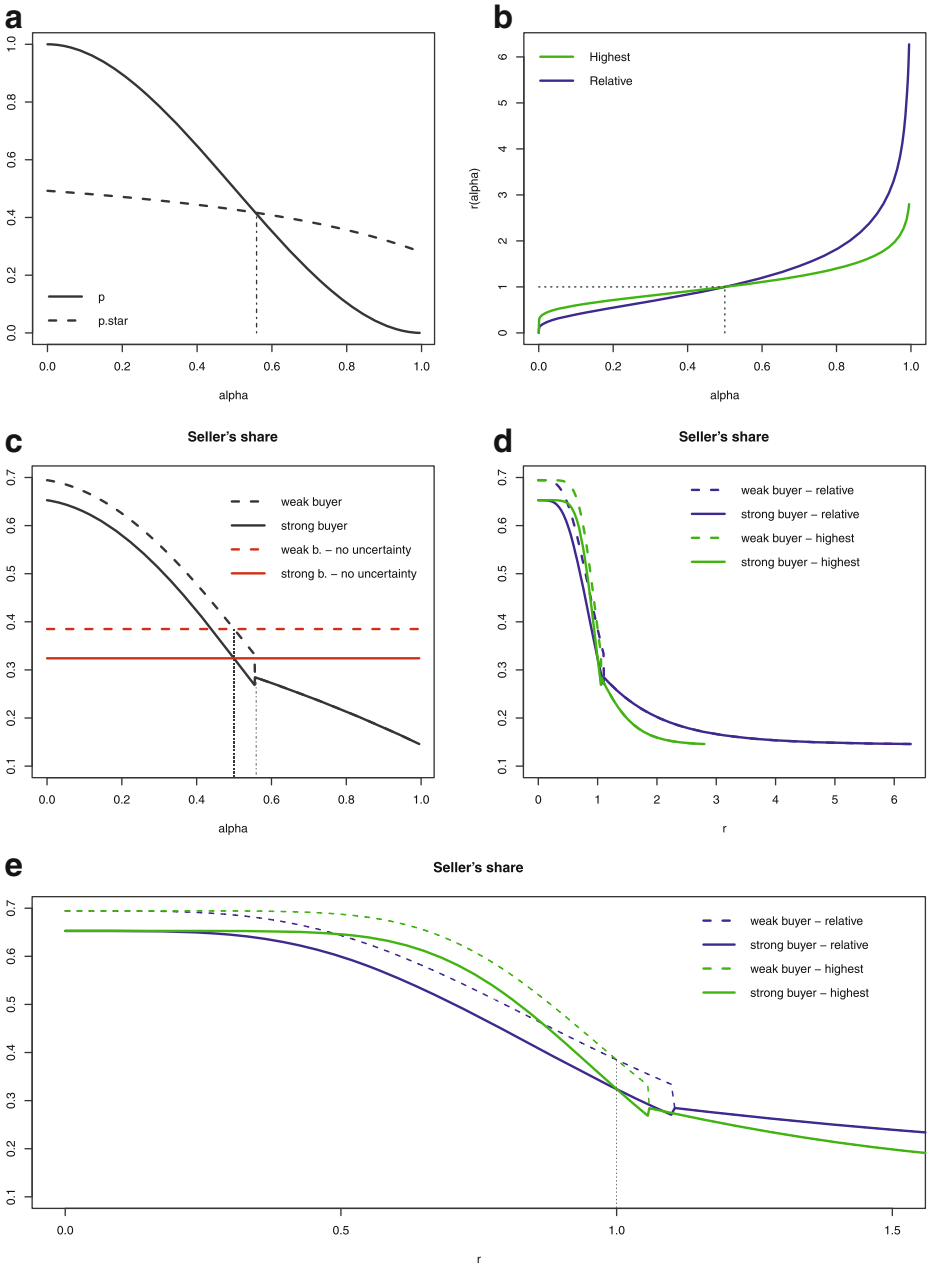 a
1.0
0.8
0.6
0.4
0.2
0.0
p
p.star
0.0 0.2 0.4 0.6 0.8 1.0
alpha
b
6
5
4
3
2
1
0
r(alpha)
Highest
Relative
0.0 0.2 0.4 0.6 0.8 1.0
alpha
c
Seller's share
0.7
0.6
0.5
0.4
0.3
0.2
0.1
weak buyer
strong buyer
weak b. – no uncertainty
strong b. – no uncertainty
0.0 0.2 0.4 0.6 0.8 1.0
alpha
d
Seller's share
0.7
0.6
0.5
0.4
0.3
0.2
0.1
weak buyer – relative
strong buyer – relative
weak buyer – highest
strong buyer – highest
0 1 2 3 4 5 6
r
e
Seller's share
0.7
0.6
0.5
0.4
0.3
0.2
0.1
weak buyer – relative
strong buyer – relative
weak buyer – highest
strong buyer – highest
0.0 0.5 1.0 1.5
r